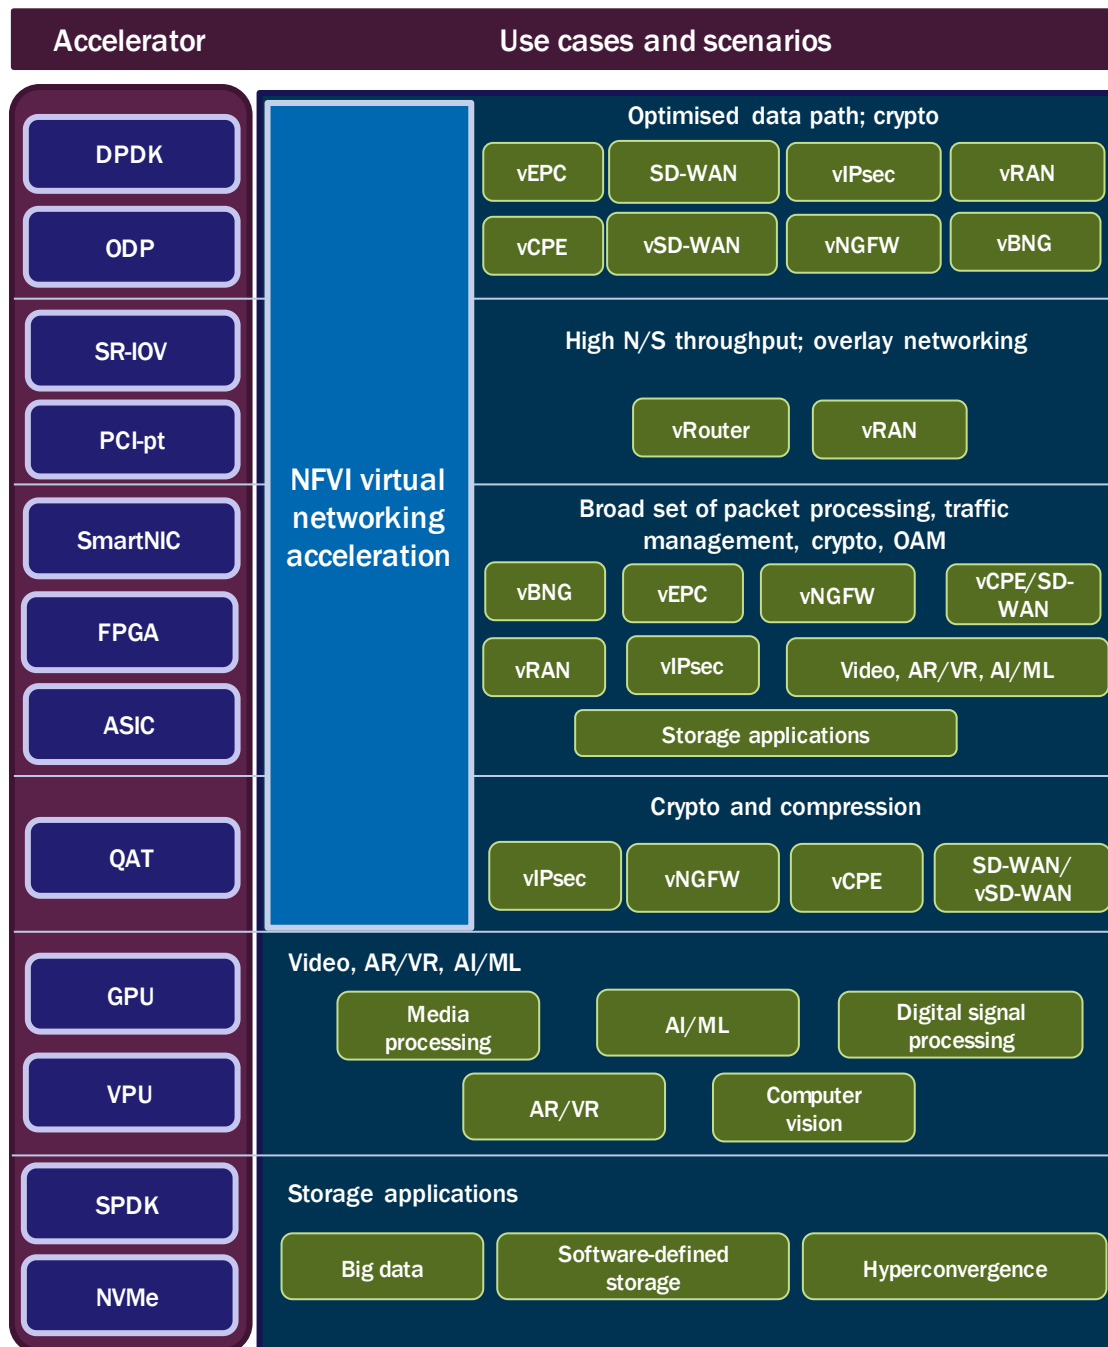 Accelerator
Use cases and scenarios
DPDK
ODP
NFVI virtual
networking
acceleration
Optimised data path; crypto
vEPC
SD-WAN
vIPsec
vRAN
vCPE
vSD-WAN
vNGFW
vBNG
SR-IOV
PCI-pt
High N/S throughput; overlay networking
vRouter
vRAN
SmartNIC
FPGA
ASIC
Broad set of packet processing, traffic
management, crypto, OAM
vBNG
vEPC
vNGFW
vCPE/SD-
WAN
vRAN
vIPsec
Video, AR/VR, AI/ML
Storage applications
QAT
Crypto and compression
vIPsec
vNGFW
vCPE
SD-WAN/
vSD-WAN
GPU
VPU
Video, AR/VR, AI/ML
Media
processing
AI/ML
Digital signal
processing
AR/VR
Computer
vision
SPDK
NVMe
Storage applications
Big data
Software-defined
storage
Hyperconvergence